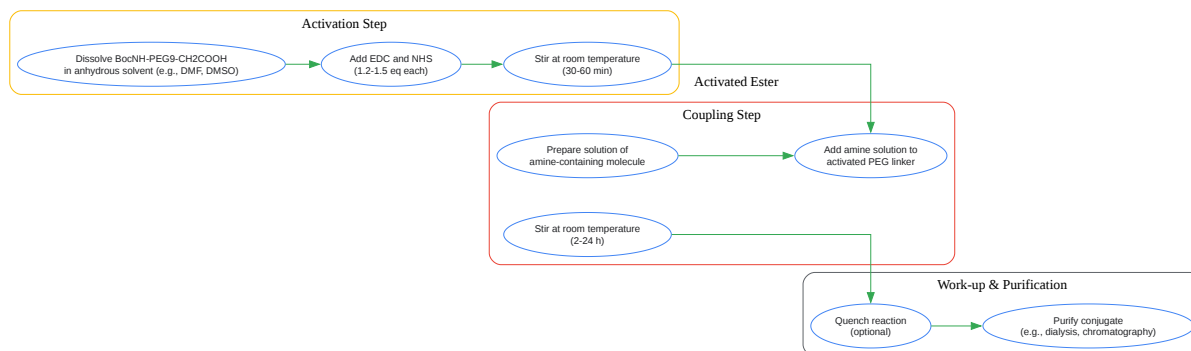 Activation Step
Dissolve BocNH-PEG9-CH2COOH
in anhydrous solvent (e.g., DMF, DMSO)
Add EDC and NHS
(1.2-1.5 eq each)
Stir at room temperature
(30-60 min)
Activated Ester
Coupling Step
Prepare solution of
amine-containing molecule
Add amine solution to
activated PEG linker
Stir at room temperature
(2-24 h)
Work-up & Purification
Quench reaction
(optional)
Purify conjugate
(e.g., dialysis, chromatography)